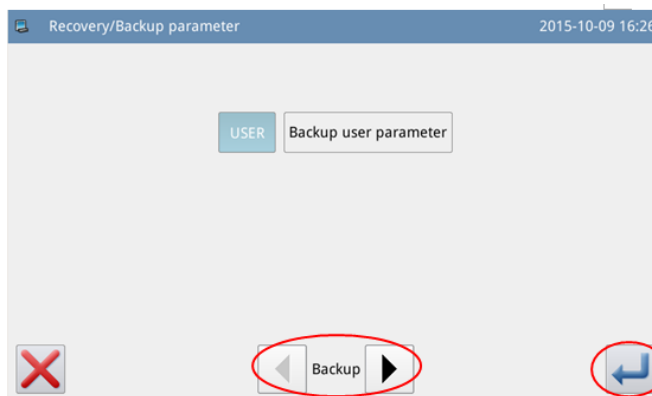 Recovery/Backup parameter 2015-10-09 16:26
USER Backup user parameter
Backup